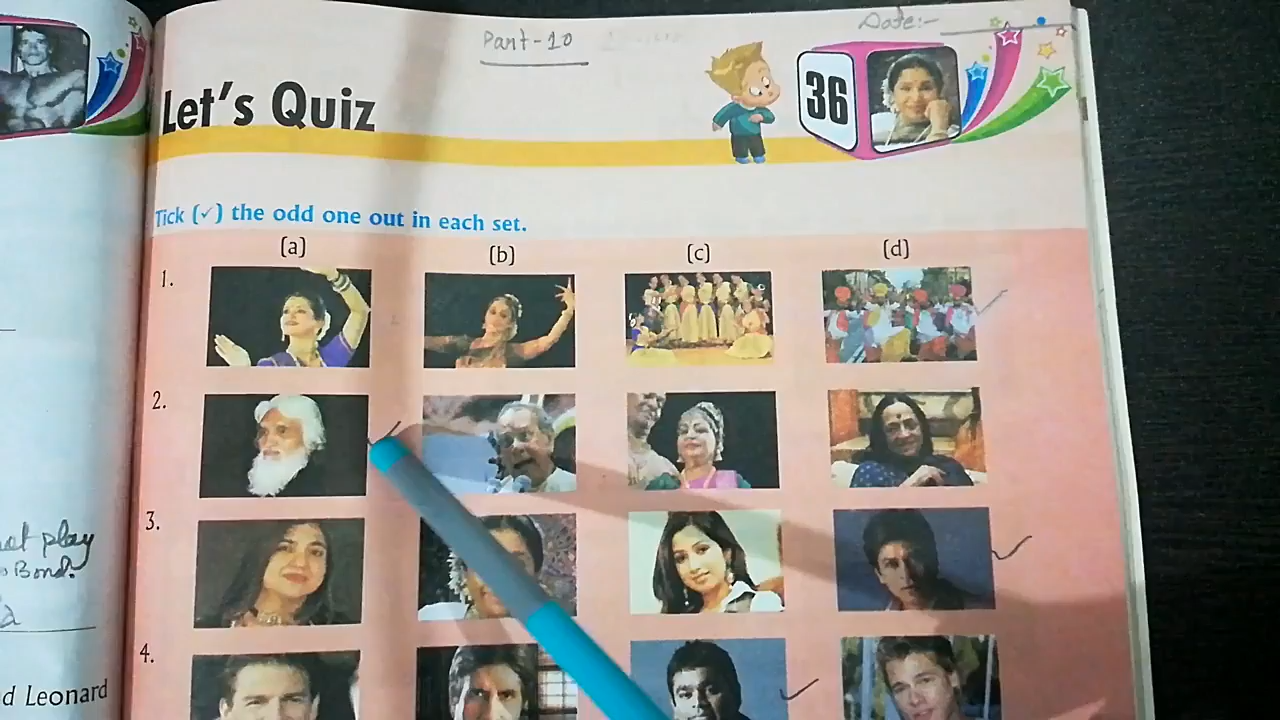 Part-10
Date:-
Let's Quiz
36
Tick (✓) the odd one out in each set.
(a) (b) (c) (d)
1.
2.
3.
4.
play
Bond.
d Leonard